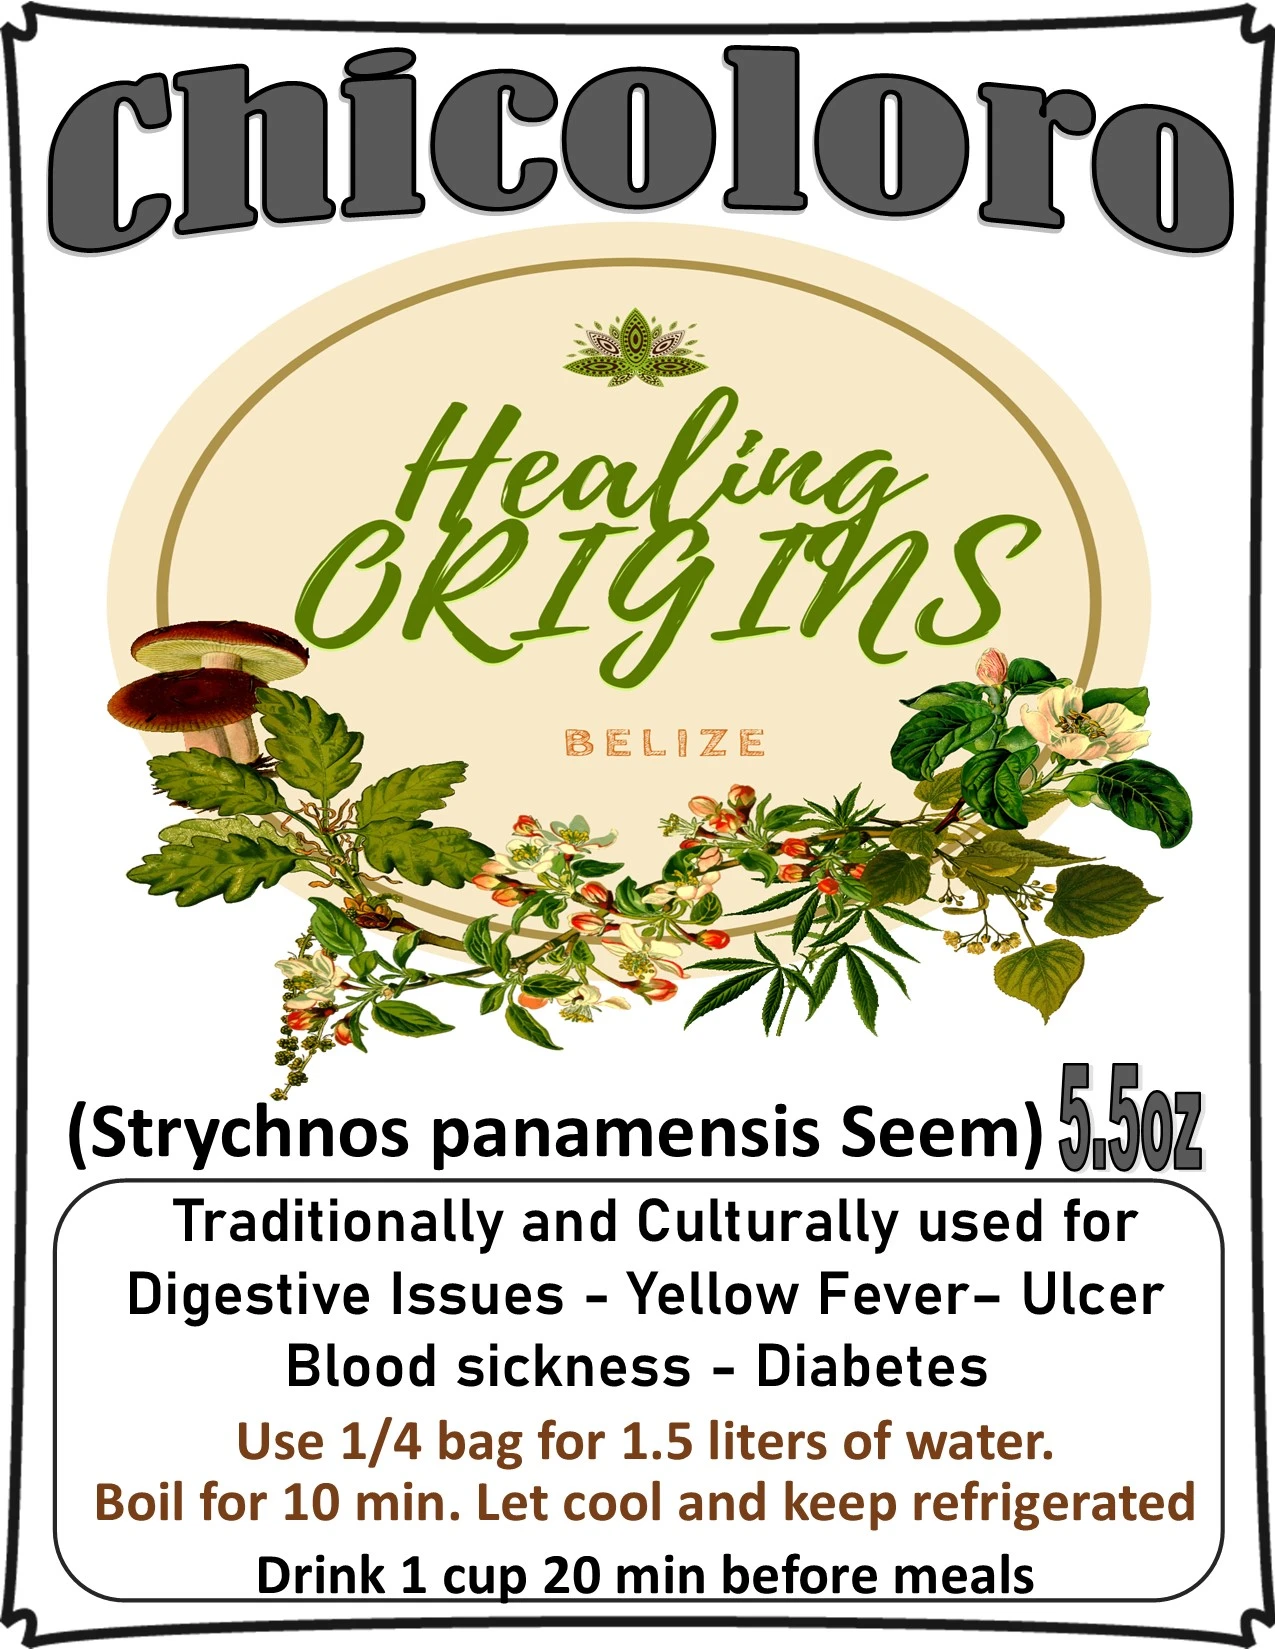 Chicoloro
Healing
ORIGINS
BELIZE
(Strychnos panamensis Seem) 5.5oz
Traditionally and Culturally used for
Digestive Issues - Yellow Fever– Ulcer
Blood sickness - Diabetes
Use 1/4 bag for 1.5 liters of water.
Boil for 10 min. Let cool and keep refrigerated
Drink 1 cup 20 min before meals